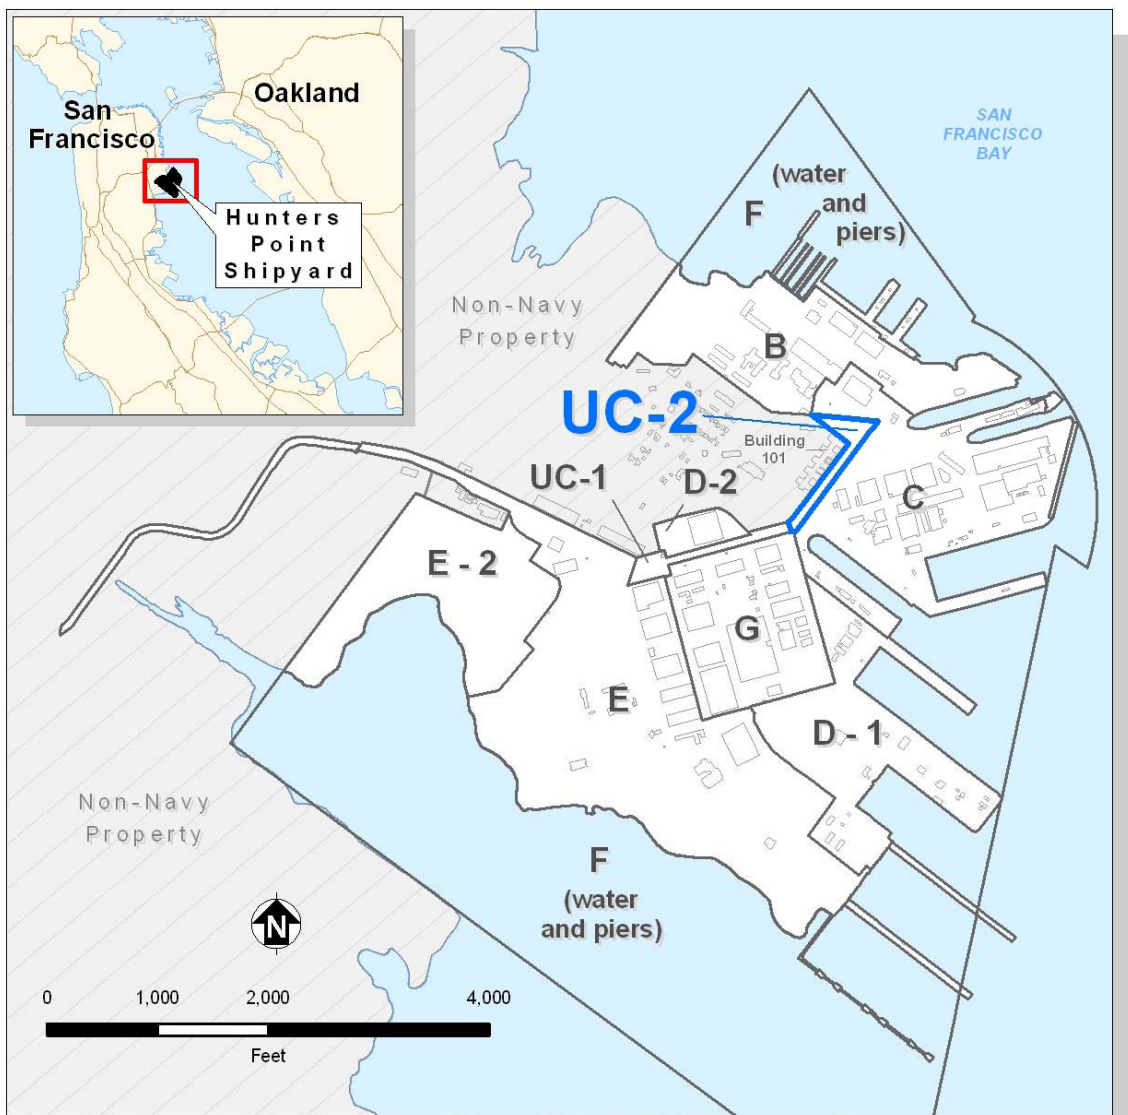 San
Francisco
Oakland
Hunters
Point
Shipyard
SAN
FRANCISCO
BAY
F
(water
and
piers)
Non-Navy
Property
B
UC-2
Building
101
UC-1
D-2
C
E - 2
G
E
D - 1
Non-Navy
Property
F
(water
and piers)
N
0 1,000 2,000 4,000
Feet